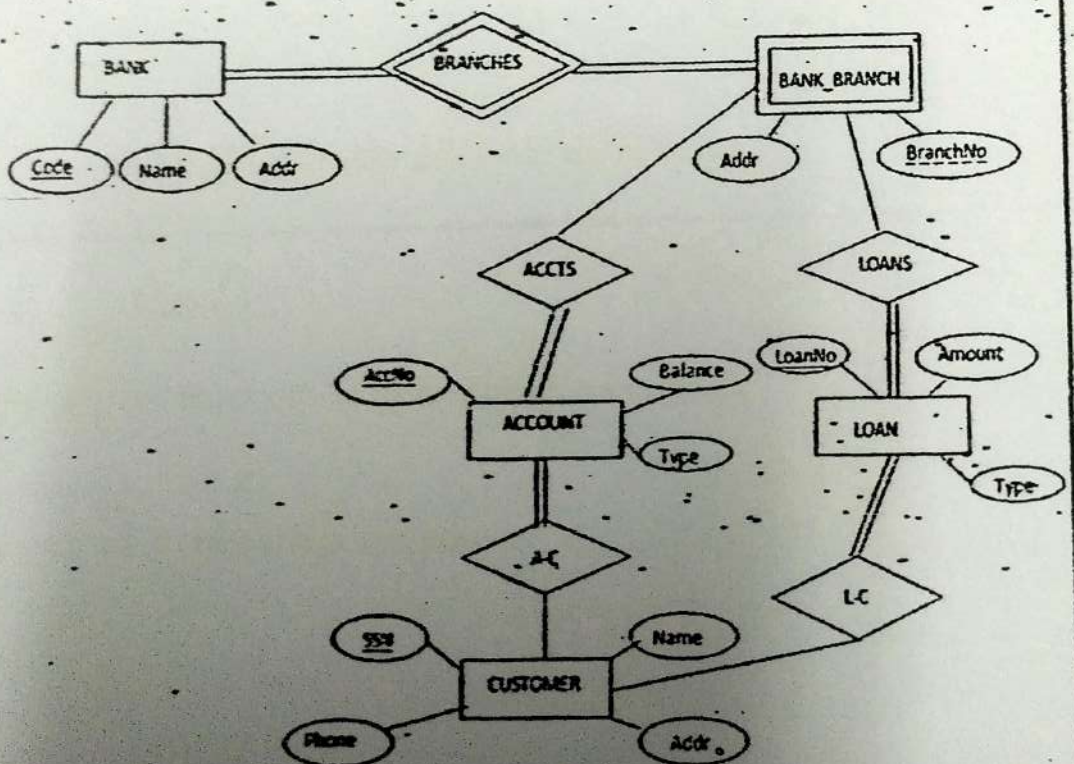 BANK
BRANCHES
BANK_BRANCH
Code
Name
Addr
Addr
BranchNo
ACCTS
LOANS
AccNo
Balance
LoanNo
Amount
ACCOUNT
LOAN
Type
Type
A-C
L-C
SS#
Name
CUSTOMER
Phone
Addr